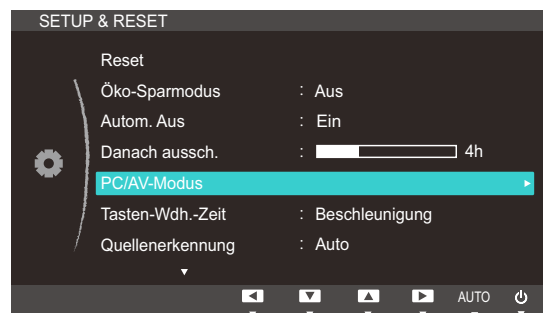 SETUP & RESET
Reset
Öko-Sparmodus : Aus
Autom. Aus : Ein
Danach aussch. : 4h
PC/AV-Modus
Tasten-Wdh.-Zeit : Beschleunigung
Quellenerkennung : Auto
AUTO